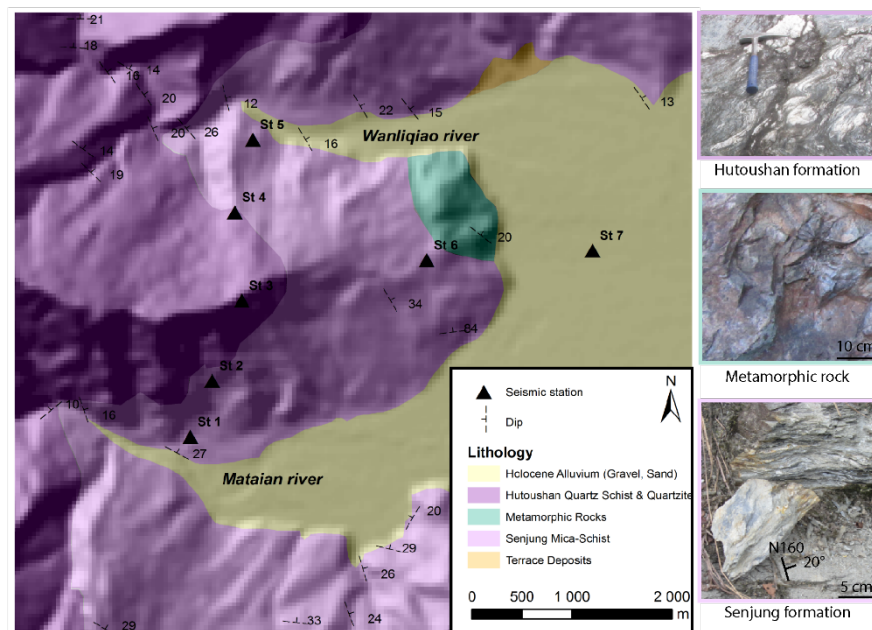 21
18
14
16
20
12
22
15
13
20
26
St 5
Wanliqiao river
16
14
19
St 4
20
St 7
St 6
St 3
34
84
St 2
10
16
St 1
27
Mataian river
20
29
26
24
33
29
N
Seismic station
Dip
Lithology
Holocene Alluvium (Gravel, Sand)
Hutoushan Quartz Schist & Quartzite
Metamorphic Rocks
Senjung Mica-Schist
Terrace Deposits
0 500 1 000 2 000
m
Hutoushan formation
10 cm
Metamorphic rock
N160
20°
5 cm
Senjung formation